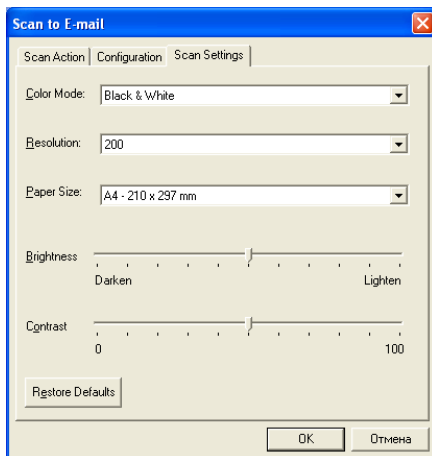 Scan to E-mail
Scan Action Configuration Scan Settings
Color Mode: Black & White
Resolution: 200
Paper Size: A4 - 210 x 297 mm
Brightness
Darken Lighten
Contrast
0 100
Restore Defaults
OK Отмена